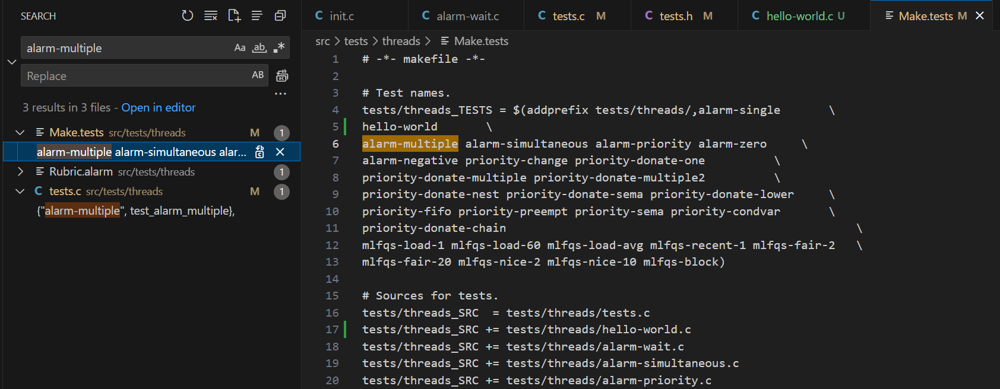 SEARCH
alarm-multiple Aa ab .*
Replace AB
...
3 results in 3 files - Open in editor
Make.tests src/tests/threads M 1
alarm-multiple alarm-simultaneous alar...
Rubric.alarm src/tests/threads 1
C tests.c src/tests/threads M 1
{"alarm-multiple", test_alarm_multiple},
C init.c C alarm-wait.c C tests.c M C tests.h M C hello-world.c U Make.tests M
src > tests > threads > Make.tests
1 # -*- makefile -*-
2
3 # Test names.
4 tests/threads_TESTS = $(addprefix tests/threads/,alarm-single \
5 hello-world \
6 alarm-multiple alarm-simultaneous alarm-priority alarm-zero \
7 alarm-negative priority-change priority-donate-one \
8 priority-donate-multiple priority-donate-multiple2 \
9 priority-donate-nest priority-donate-sema priority-donate-lower \
10 priority-fifo priority-preempt priority-sema priority-condvar \
11 priority-donate-chain \
12 mlfqs-load-1 mlfqs-load-60 mlfqs-load-avg mlfqs-recent-1 mlfqs-fair-2 \
13 mlfqs-fair-20 mlfqs-nice-2 mlfqs-nice-10 mlfqs-block)
14
15 # Sources for tests.
16 tests/threads_SRC  = tests/threads/tests.c
17 tests/threads_SRC += tests/threads/hello-world.c
18 tests/threads_SRC += tests/threads/alarm-wait.c
19 tests/threads_SRC += tests/threads/alarm-simultaneous.c
20 tests/threads_SRC += tests/threads/alarm-priority.c